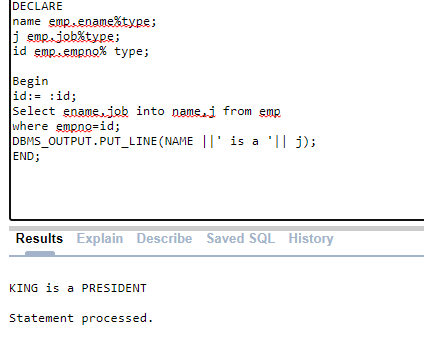 DECLARE
name emp.ename%type;
j emp.job%type;
id emp.empno% type;
Begin
id:= :id;
Select ename,job into name,j from emp
where empno=id;
DBMS_OUTPUT.PUT_LINE(NAME ||' is a '|| j);
END;
Results Explain Describe Saved SQL History
KING is a PRESIDENT
Statement processed.